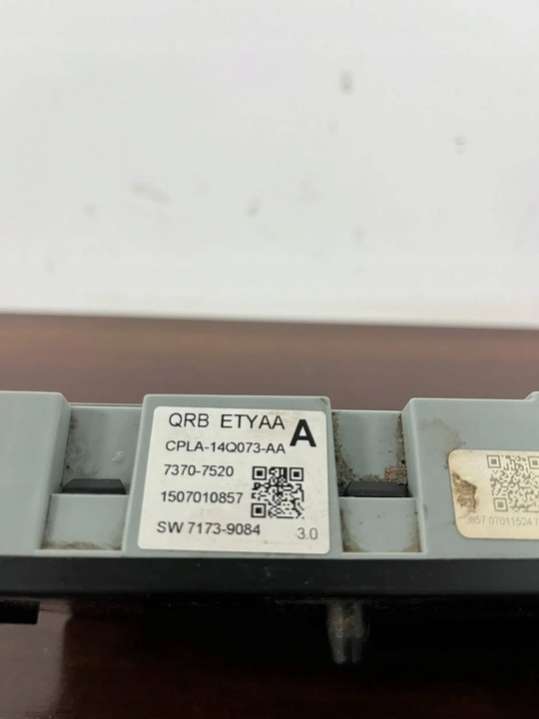 QRB ETYAA
A
CPLA-14Q073-AA
7370-7520
1507010857
SW 7173-9084 3.0